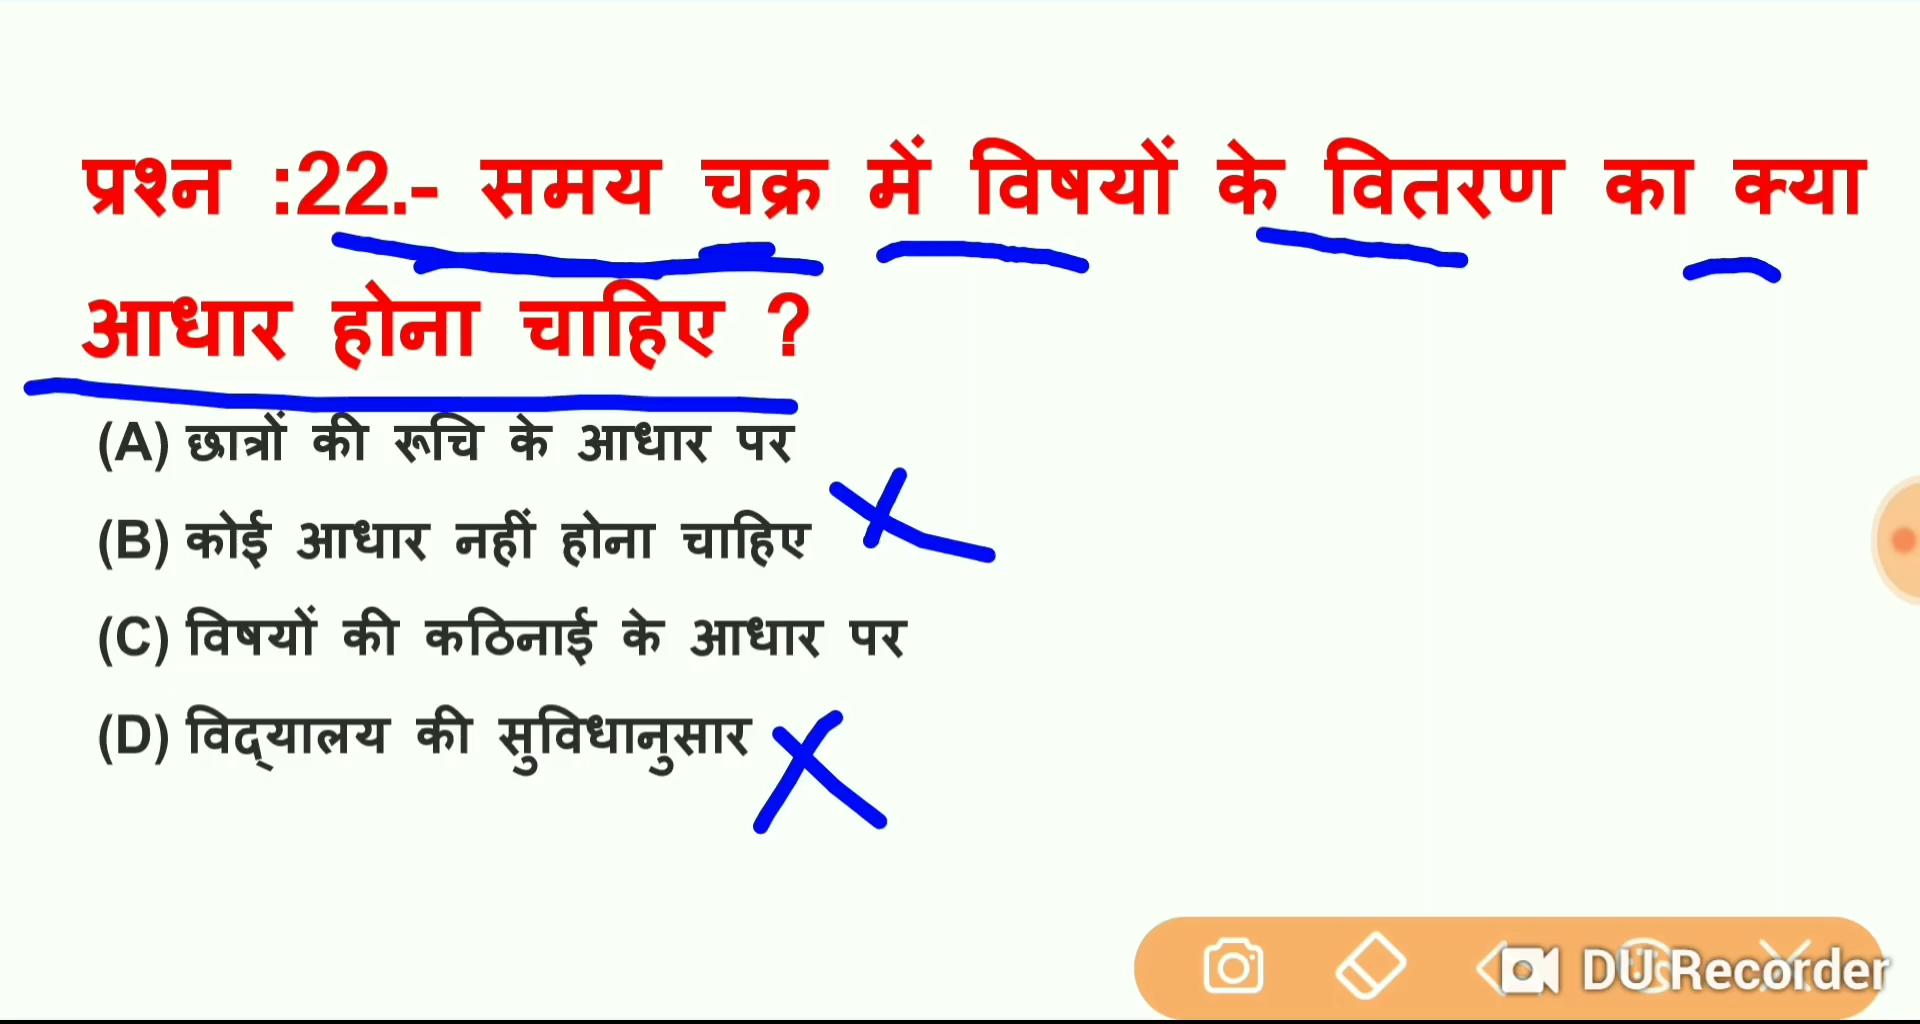 प्रश्न :22.- समय चक्र में विषयों के वितरण का क्या
आधार होना चाहिए ?
(A) छात्रों की रूचि के आधार पर
(B) कोई आधार नहीं होना चाहिए
(C) विषयों की कठिनाई के आधार पर
(D) विद्यालय की सुविधानुसार
DU Recorder